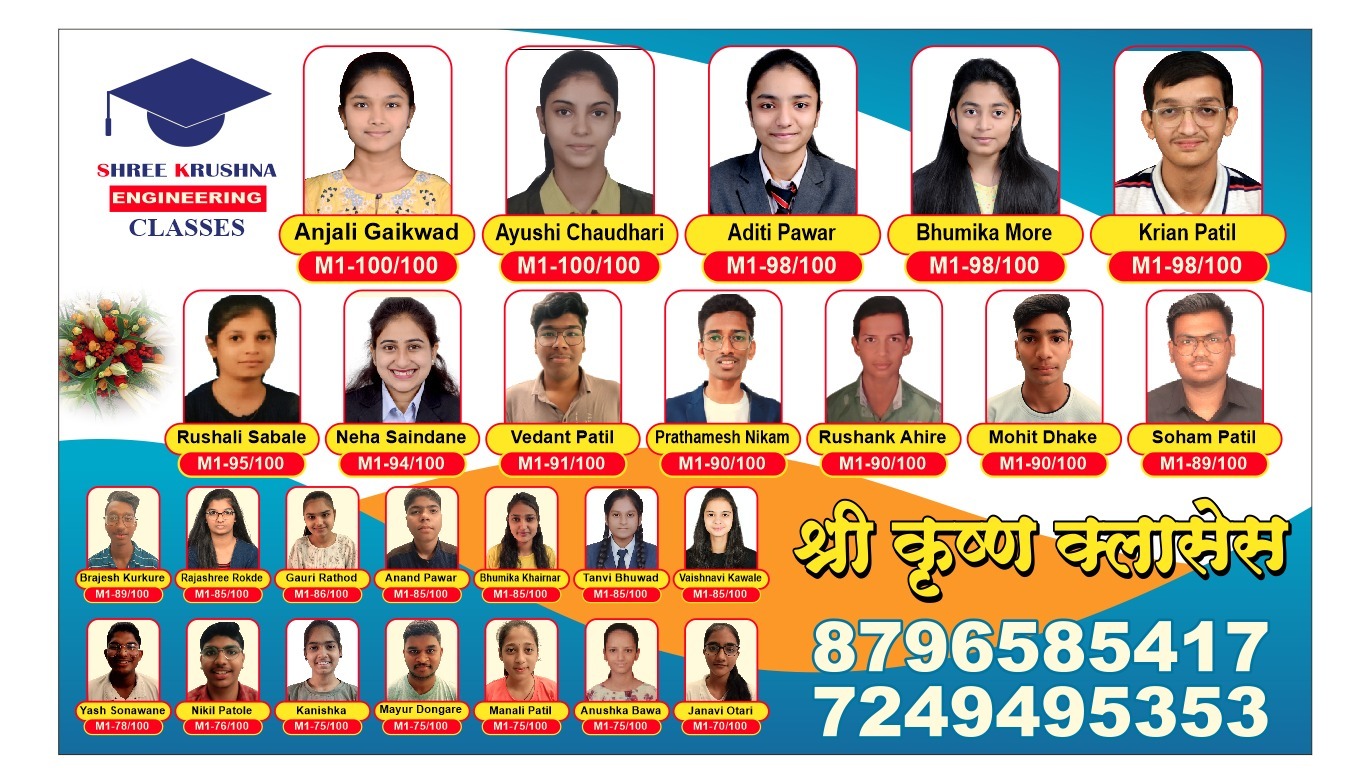 SHREE KRUSHNA
ENGINEERING
CLASSES
Anjali Gaikwad
M1-100/100
Ayushi Chaudhari
M1-100/100
Aditi Pawar
M1-98/100
Bhumika More
M1-98/100
Krian Patil
M1-98/100
Rushali Sabale
M1-95/100
Neha Saindane
M1-94/100
Vedant Patil
M1-91/100
Prathamesh Nikam
M1-90/100
Rushank Ahire
M1-90/100
Mohit Dhake
M1-90/100
Soham Patil
M1-89/100
Brajesh Kurkure
M1-89/100
Rajashree Rokde
M1-85/100
Gauri Rathod
M1-86/100
Anand Pawar
M1-85/100
Bhumika Khairnar
M1-85/100
Tanvi Bhuwad
M1-85/100
Vaishnavi Kawale
M1-85/100
Yash Sonawane
M1-78/100
Nikil Patole
M1-76/100
Kanishka
M1-75/100
Mayur Dongare
M1-75/100
Manali Patil
M1-75/100
Anushka Bawa
M1-75/100
Janavi Otari
M1-70/100
श्री कृष्ण क्लासेस
8796585417
7249495353